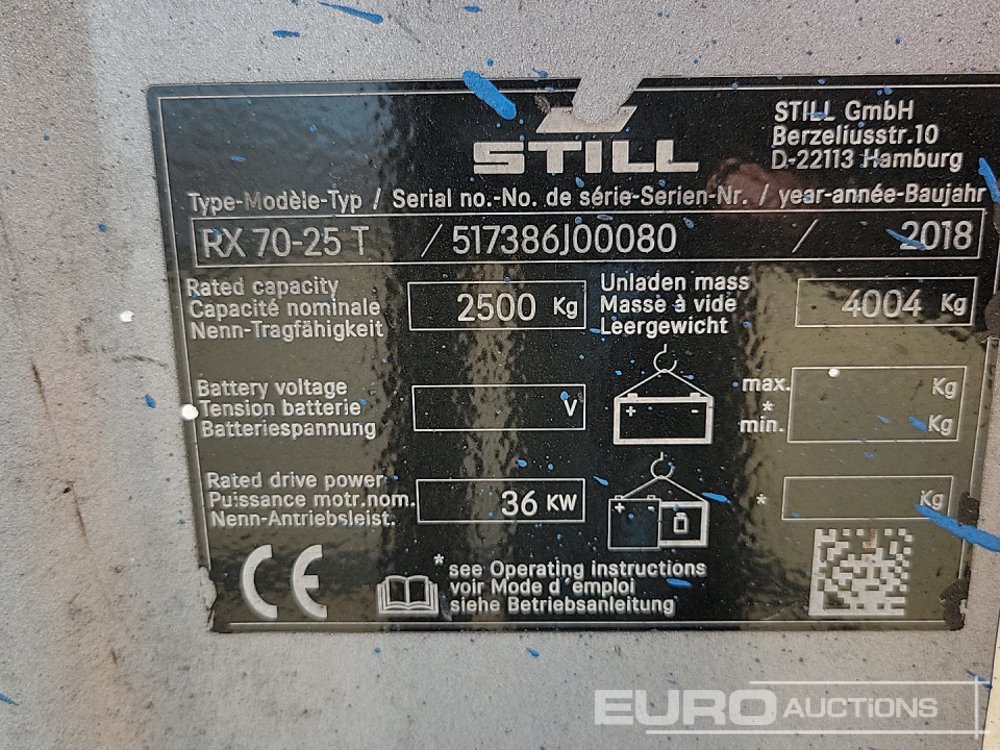 STILL
STILL GmbH
Berzeliusstr.10
D-22113 Hamburg
Type-Modèle-Typ / Serial no.-No. de série-Serien-Nr. / year-année-Baujahr
RX 70-25 T / 517386J00080 / 2018
Rated capacity
Capacité nominale
Nenn-Tragfähigkeit
2500 Kg
Unladen mass
Masse à vide
Leergewicht
4004 Kg
Battery voltage
Tension batterie
Batteriespannung
V
+ -
max.
*
min.
Kg
Kg
Rated drive power
Puissance motr.nom.
Nenn-Antriebsleist.
36 KW
+ -
*
Kg
CE
* see Operating instructions
voir Mode d'emploi
siehe Betriebsanleitung
EURO AUCTIONS